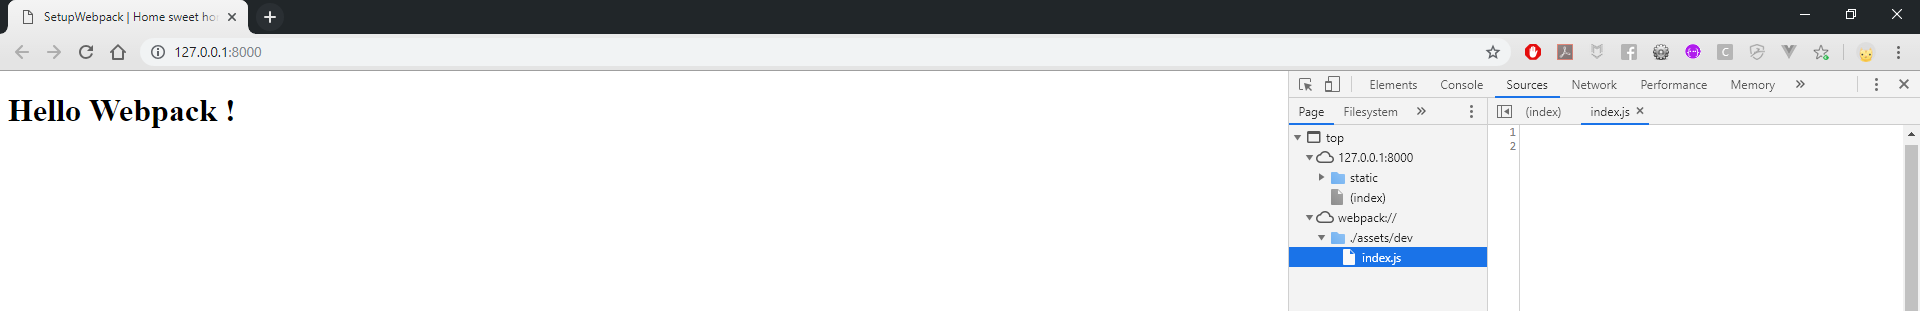 SetupWebpack | Home sweet ho
127.0.0.1:8000
Hello Webpack !
Elements Console Sources Network Performance Memory »
Page Filesystem » (index) index.js
top
127.0.0.1:8000
static
(index)
webpack://
./assets/dev
index.js
1
2